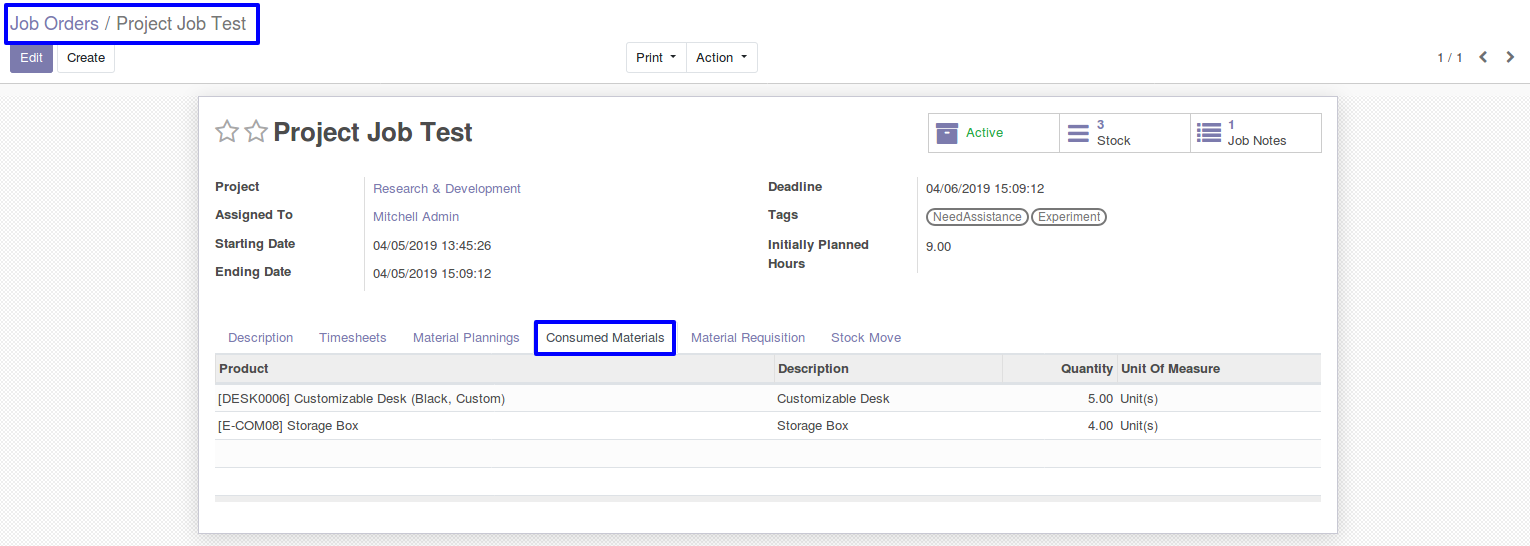 Job Orders / Project Job Test
Edit Create Print Action 1 / 1
Project Job Test
Active
3 Stock
1 Job Notes
Project Research & Development
Assigned To Mitchell Admin
Starting Date 04/05/2019 13:45:26
Ending Date 04/05/2019 15:09:12
Deadline 04/06/2019 15:09:12
Tags NeedAssistance Experiment
Initially Planned Hours 9.00
Description Timesheets Material Plannings Consumed Materials Material Requisition Stock Move
Product Description Quantity Unit Of Measure
[DESK0006] Customizable Desk (Black, Custom) Customizable Desk 5.00 Unit(s)
[E-COM08] Storage Box Storage Box 4.00 Unit(s)